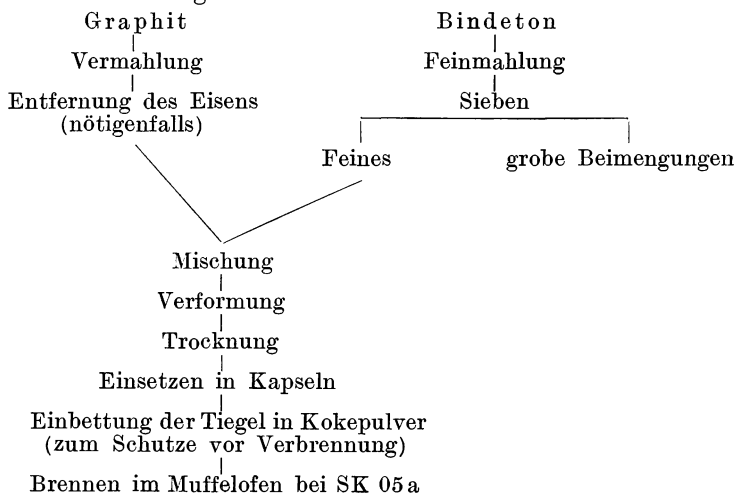 Graphit Bindeton
Vermahlung Feinmahlung
Entfernung des Eisens Sieben
(nötigenfalls)
Feines grobe Beimengungen
Mischung
Verformung
Trocknung
Einsetzen in Kapseln
Einbettung der Tiegel in Kokepulver
(zum Schutze vor Verbrennung)
Brennen im Muffelofen bei SK 05a